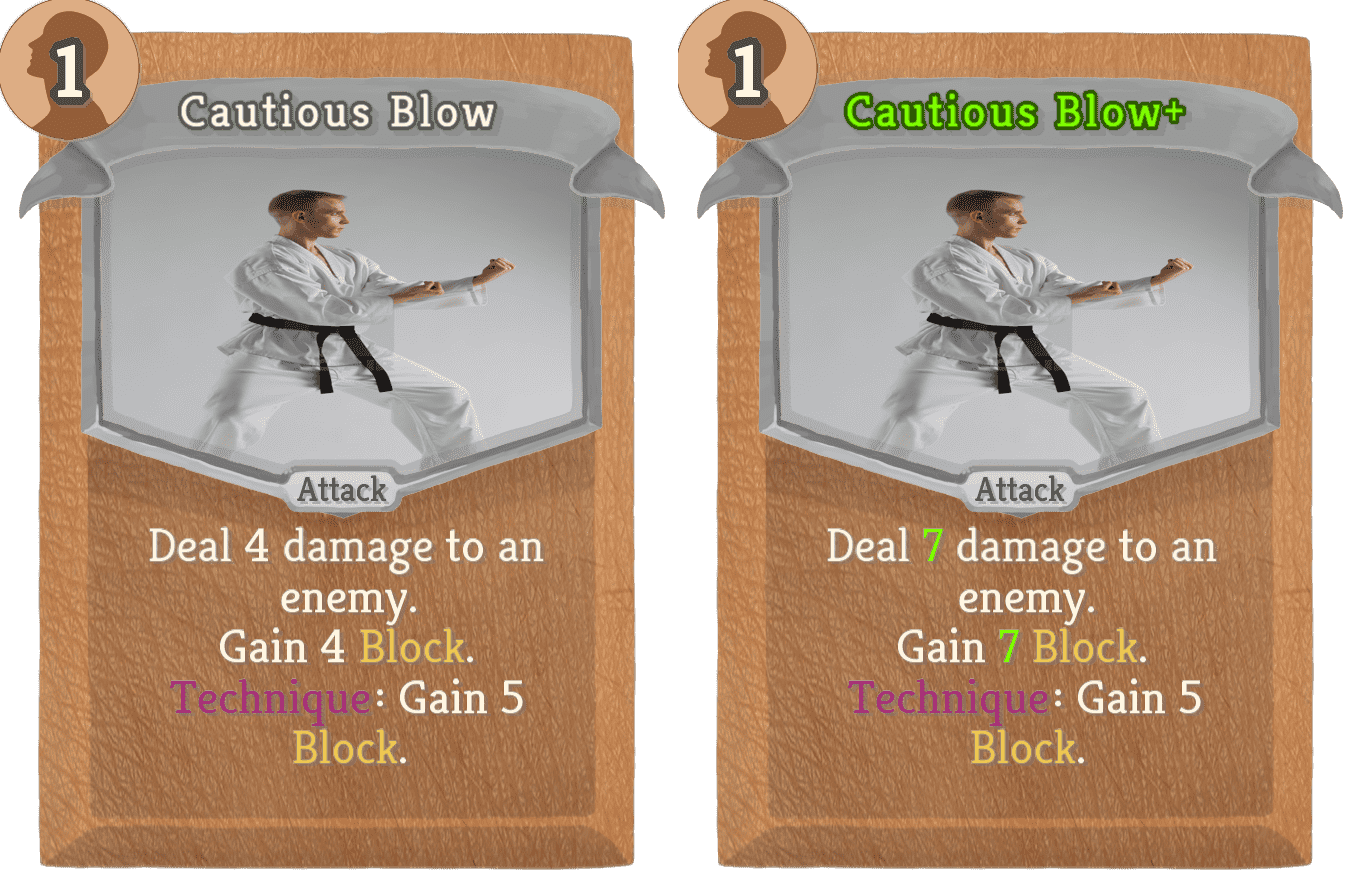 1
Cautious Blow
Attack
Deal 4 damage to an
enemy.
Gain 4 Block.
Technique: Gain 5
Block.
1
Cautious Blow+
Attack
Deal 7 damage to an
enemy.
Gain 7 Block.
Technique: Gain 5
Block.